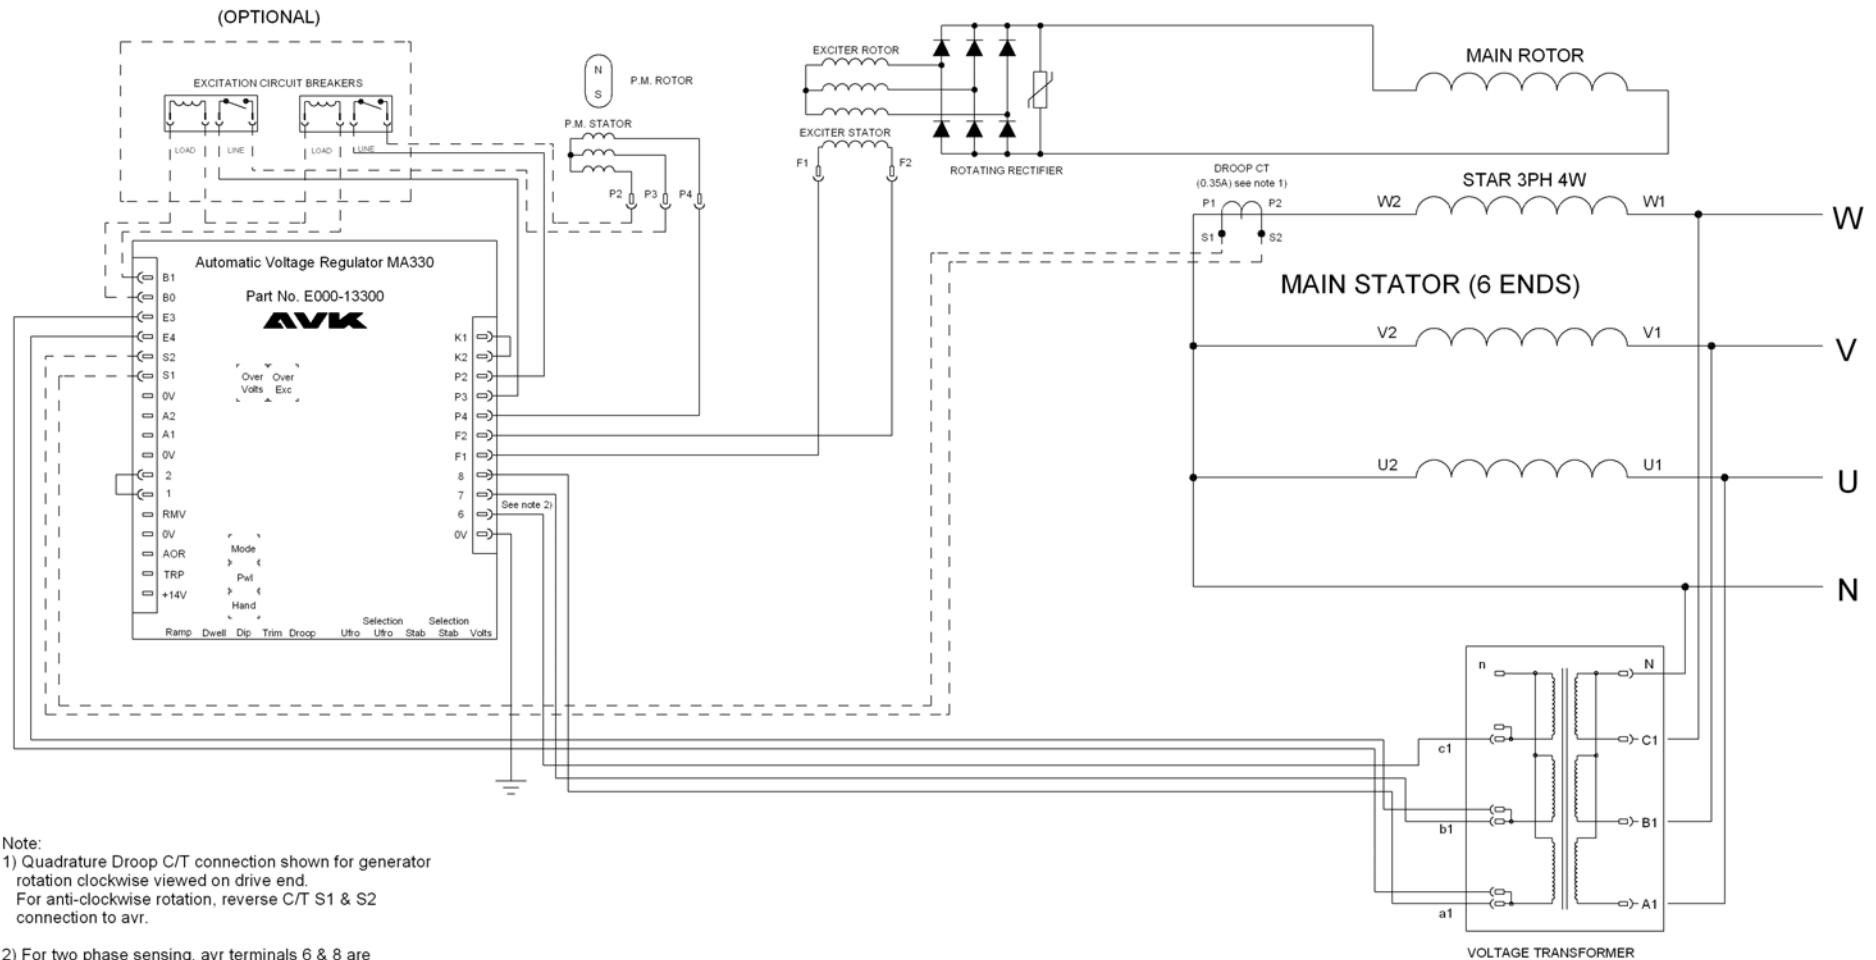 (OPTIONAL)
EXCITATION CIRCUIT BREAKERS
LOAD LINE LOAD LINE
N
S
P.M. ROTOR
P.M. STATOR
P2 P3 P4
EXCITER ROTOR
EXCITER STATOR
F1 F2
ROTATING RECTIFIER
MAIN ROTOR
DROOP CT
(0.35A) see note 1)
P1 P2
S1 S2
STAR 3PH 4W
W2 W1 W
MAIN STATOR (6 ENDS)
V2 V1 V
U2 U1 U
N
Automatic Voltage Regulator MA330
Part No. E000-13300
AVK
B1
B0
E3
E4
S2
S1
0V
A2
A1
0V
2
1
RMV
0V
AOR
TRP
+14V
Over Over
Volts Exc
Mode
Pwl
Hand
K1
K2
P2
P3
P4
F2
F1
8
7
6
0V
See note 2)
Selection Selection
Ramp Dwell Dip Trim Droop Ufro Ufro Stab Stab Volts
n N
c1 C1
b1 B1
a1 A1
VOLTAGE TRANSFORMER
Note:
1) Quadrature Droop C/T connection shown for generator
rotation clockwise viewed on drive end.
For anti-clockwise rotation, reverse C/T S1 & S2
connection to avr.
2) For two phase sensing, avr terminals 6 & 8 are